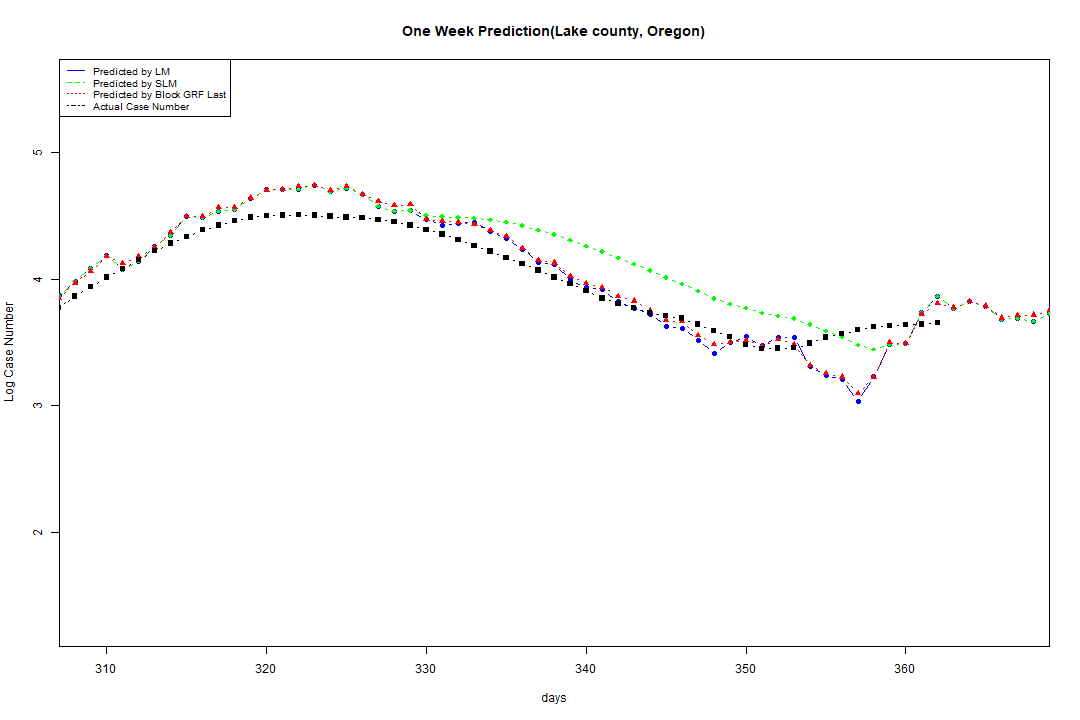 One Week Prediction(Lake county, Oregon)
Predicted by LM
Predicted by SLM
Predicted by Block GRF Last
Actual Case Number
Log Case Number
5
4
3
2
310 320 330 340 350 360
days